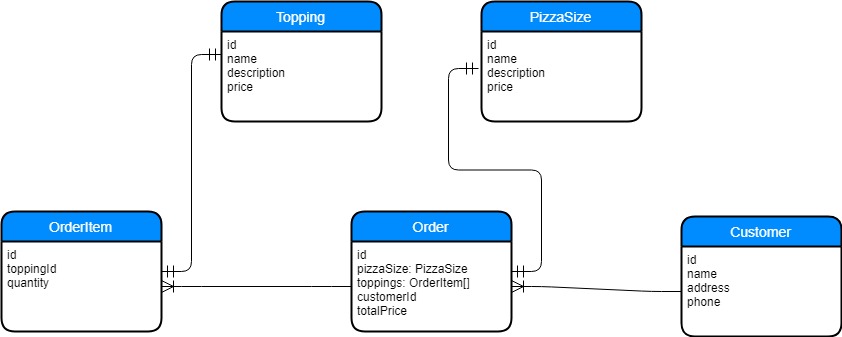 Topping
id
name
description
price
PizzaSize
id
name
description
price
OrderItem
id
toppingId
quantity
Order
id
pizzaSize: PizzaSize
toppings: OrderItem[]
customerId
totalPrice
Customer
id
name
address
phone